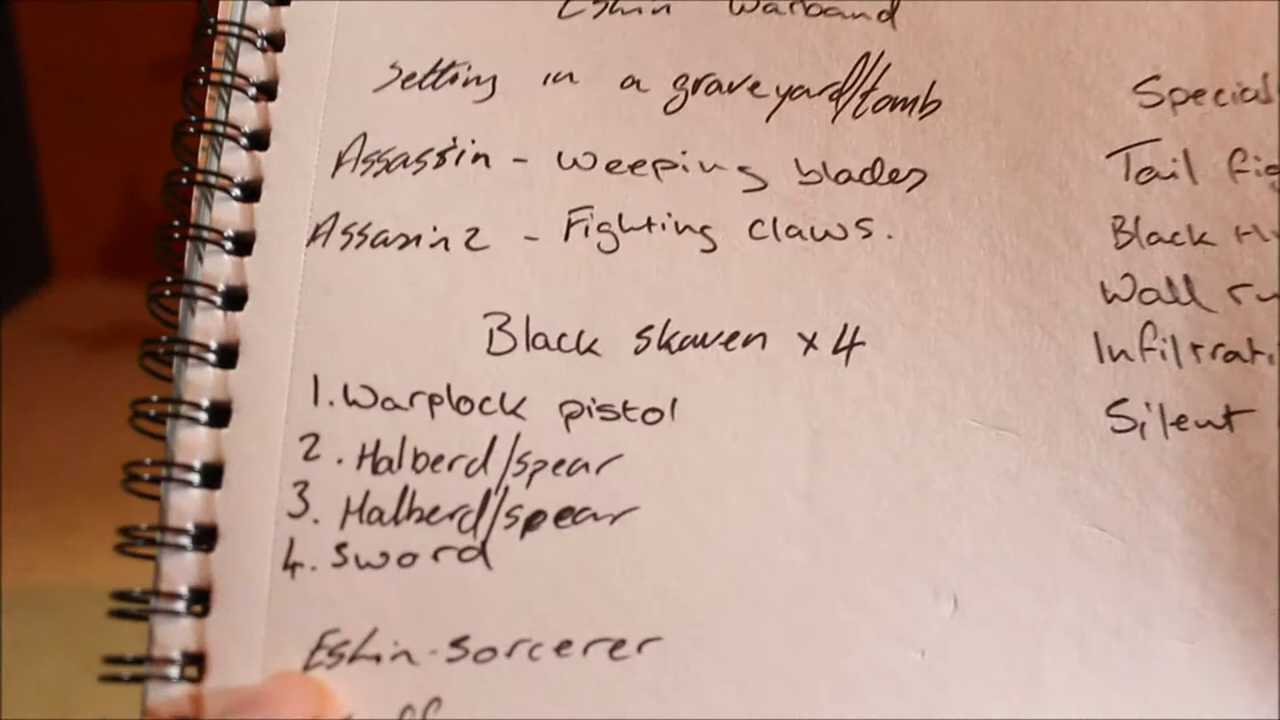 Eshin Warband
Setting in a graveyard/tomb
Assassin - weeping blades
Assasin 2 - Fighting claws.
Black skaven x 4
1. Warplock pistol
2. Halberd/spear
3. Halberd/spear
4. Sword
Eshin-sorcerer
Special
Tail
Black
Wall
Silent